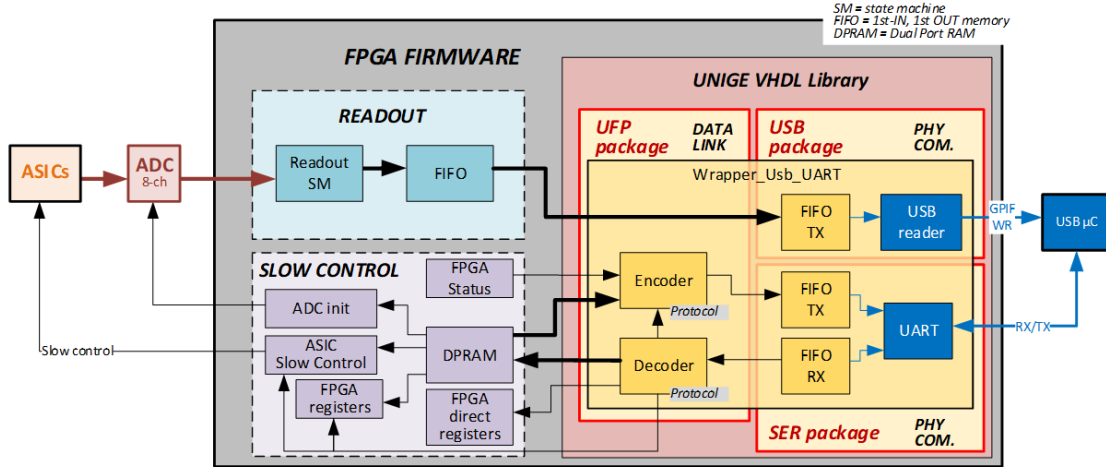 SM = state machine
FIFO = 1st-IN, 1st OUT memory
DPRAM = Dual Port RAM
FPGA FIRMWARE
UNIGE VHDL Library
READOUT
UFP package
DATA LINK
USB package
PHY COM.
Wrapper_Usb_UART
ASICs
ADC
8-ch
Readout SM
FIFO
FIFO TX
USB reader
GPIF
WR
USB µC
SLOW CONTROL
FPGA Status
Encoder
Protocol
FIFO TX
ADC init
UART
RX/TX
Slow control
ASIC Slow Control
DPRAM
Decoder
Protocol
FIFO RX
FPGA registers
FPGA direct registers
SER package
PHY COM.